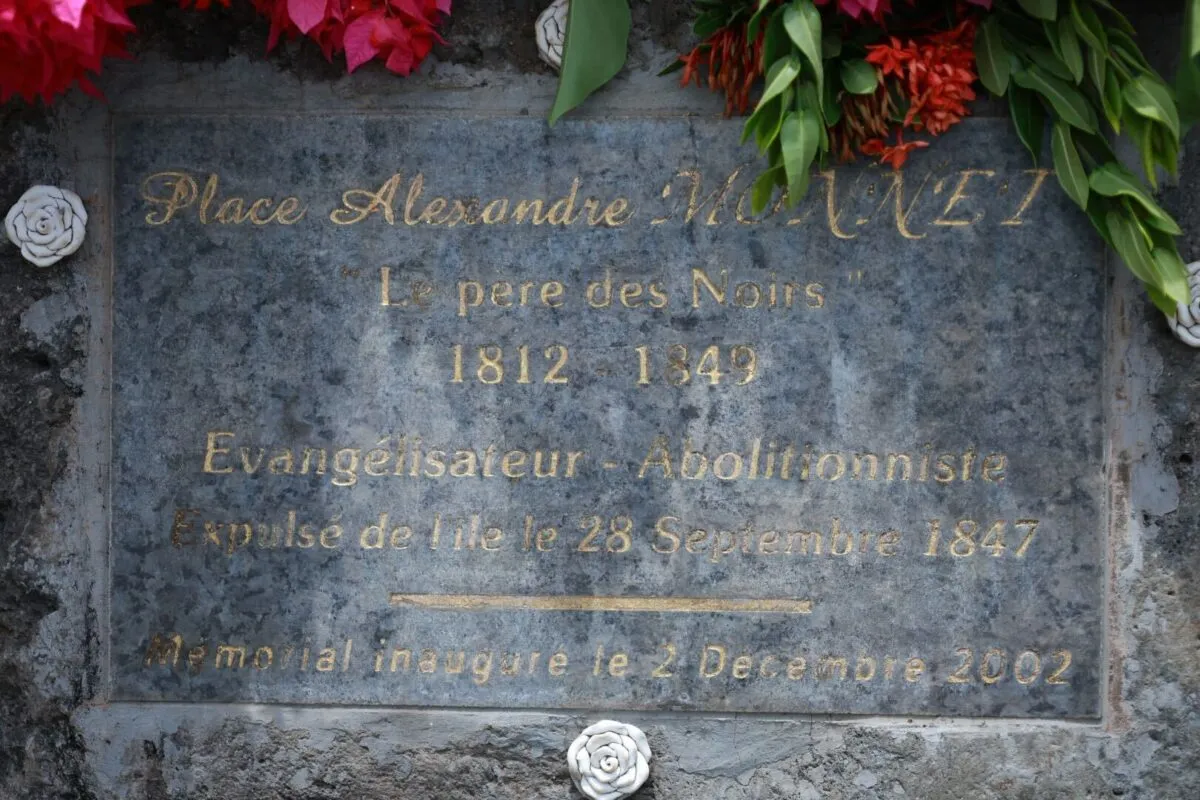 Place Alexandre MONNET
" Le père des Noirs "
1812 - 1849
Evangélisateur - Abolitionniste
Expulsé de l'île le 28 Septembre 1847
Mémorial inauguré le 2 Décembre 2002